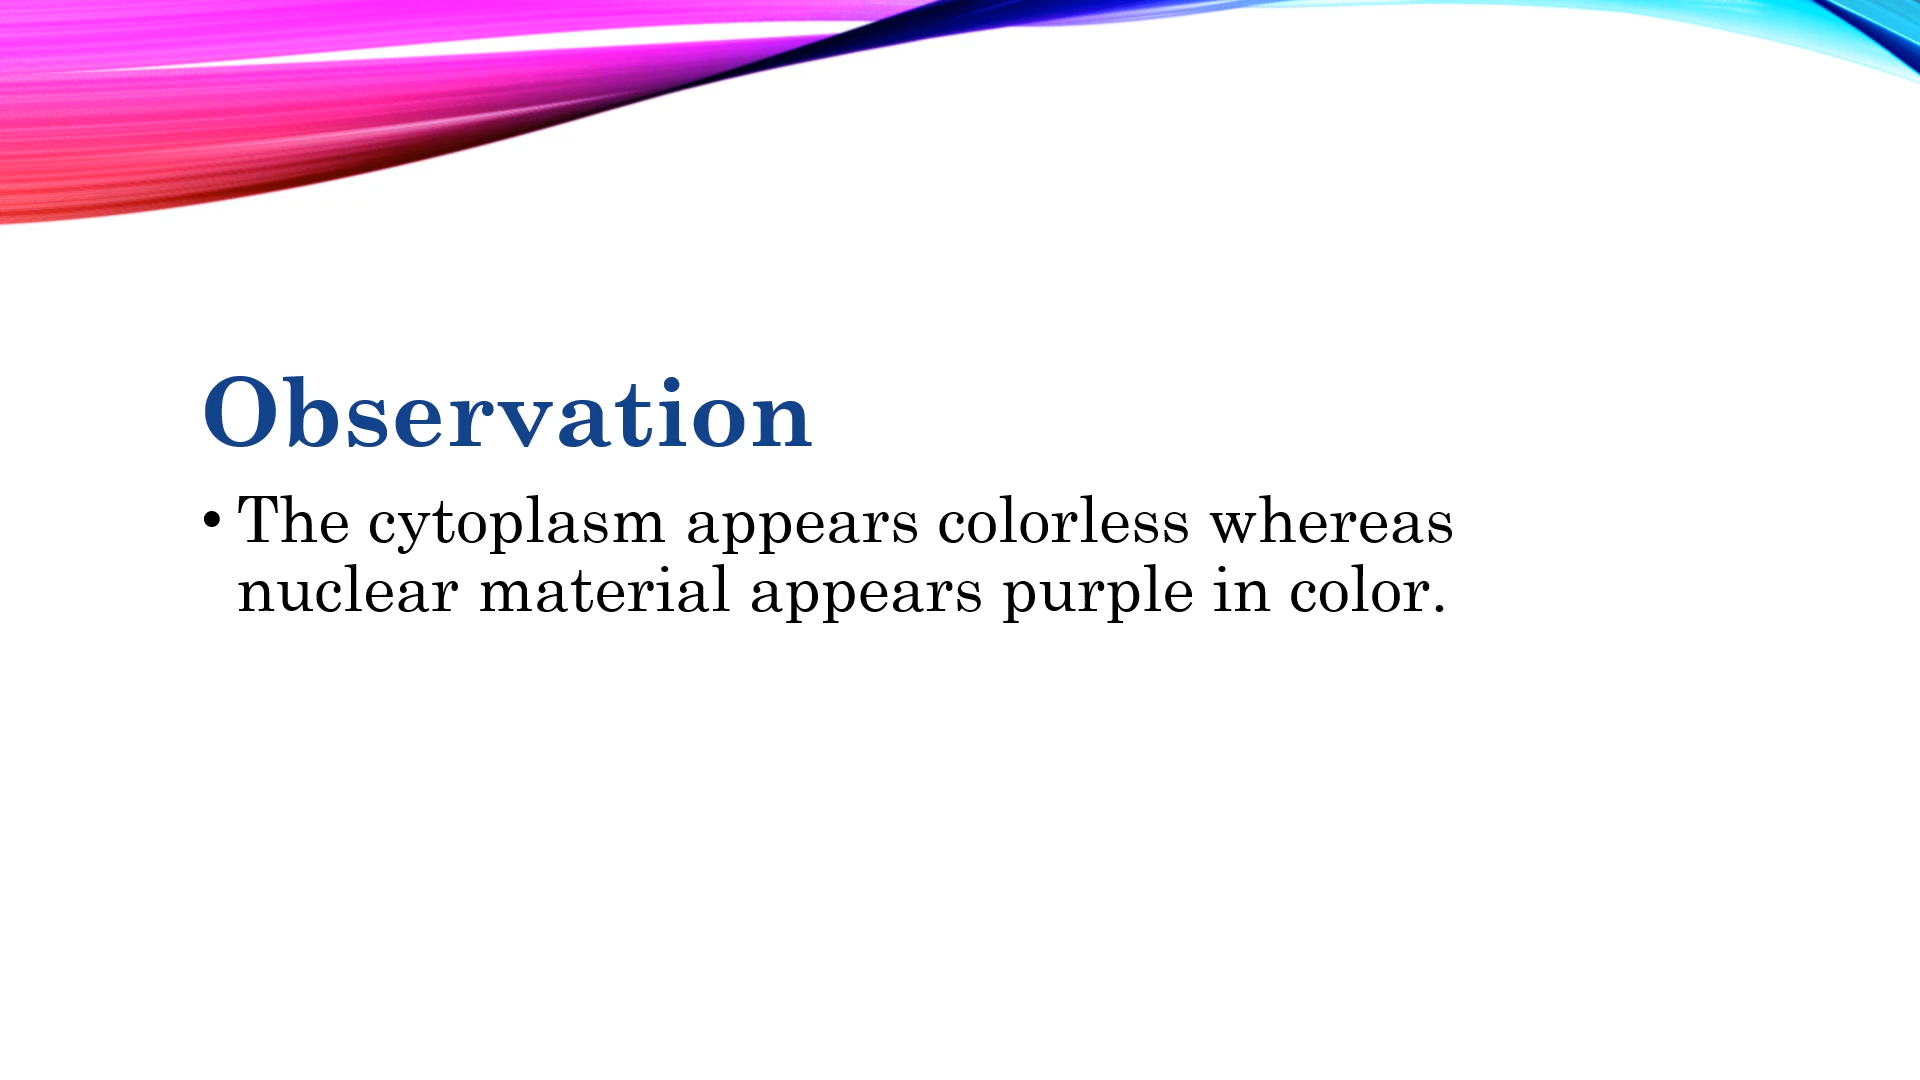 Observation
• The cytoplasm appears colorless whereas
nuclear material appears purple in color.